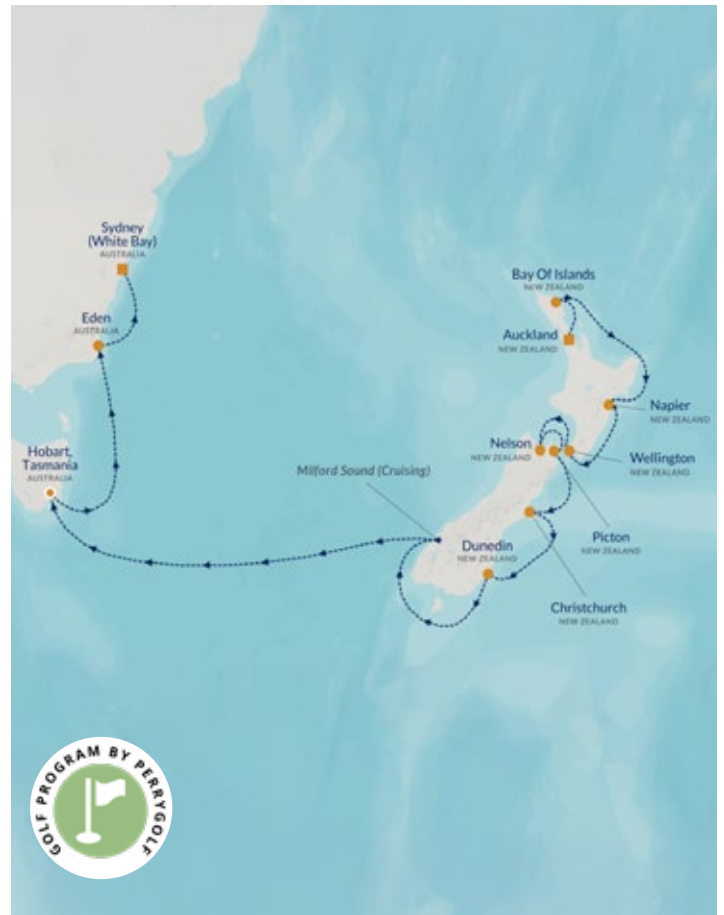 Sydney
(White Bay)
AUSTRALIA
Eden
AUSTRALIA
Hobart,
Tasmania
AUSTRALIA
Bay Of Islands
NEW ZEALAND
Auckland
NEW ZEALAND
Napier
NEW ZEALAND
Nelson
NEW ZEALAND
Wellington
NEW ZEALAND
Milford Sound (Cruising)
Picton
NEW ZEALAND
Dunedin
NEW ZEALAND
Christchurch
NEW ZEALAND
GOLF PROGRAM BY PERRYGOLF